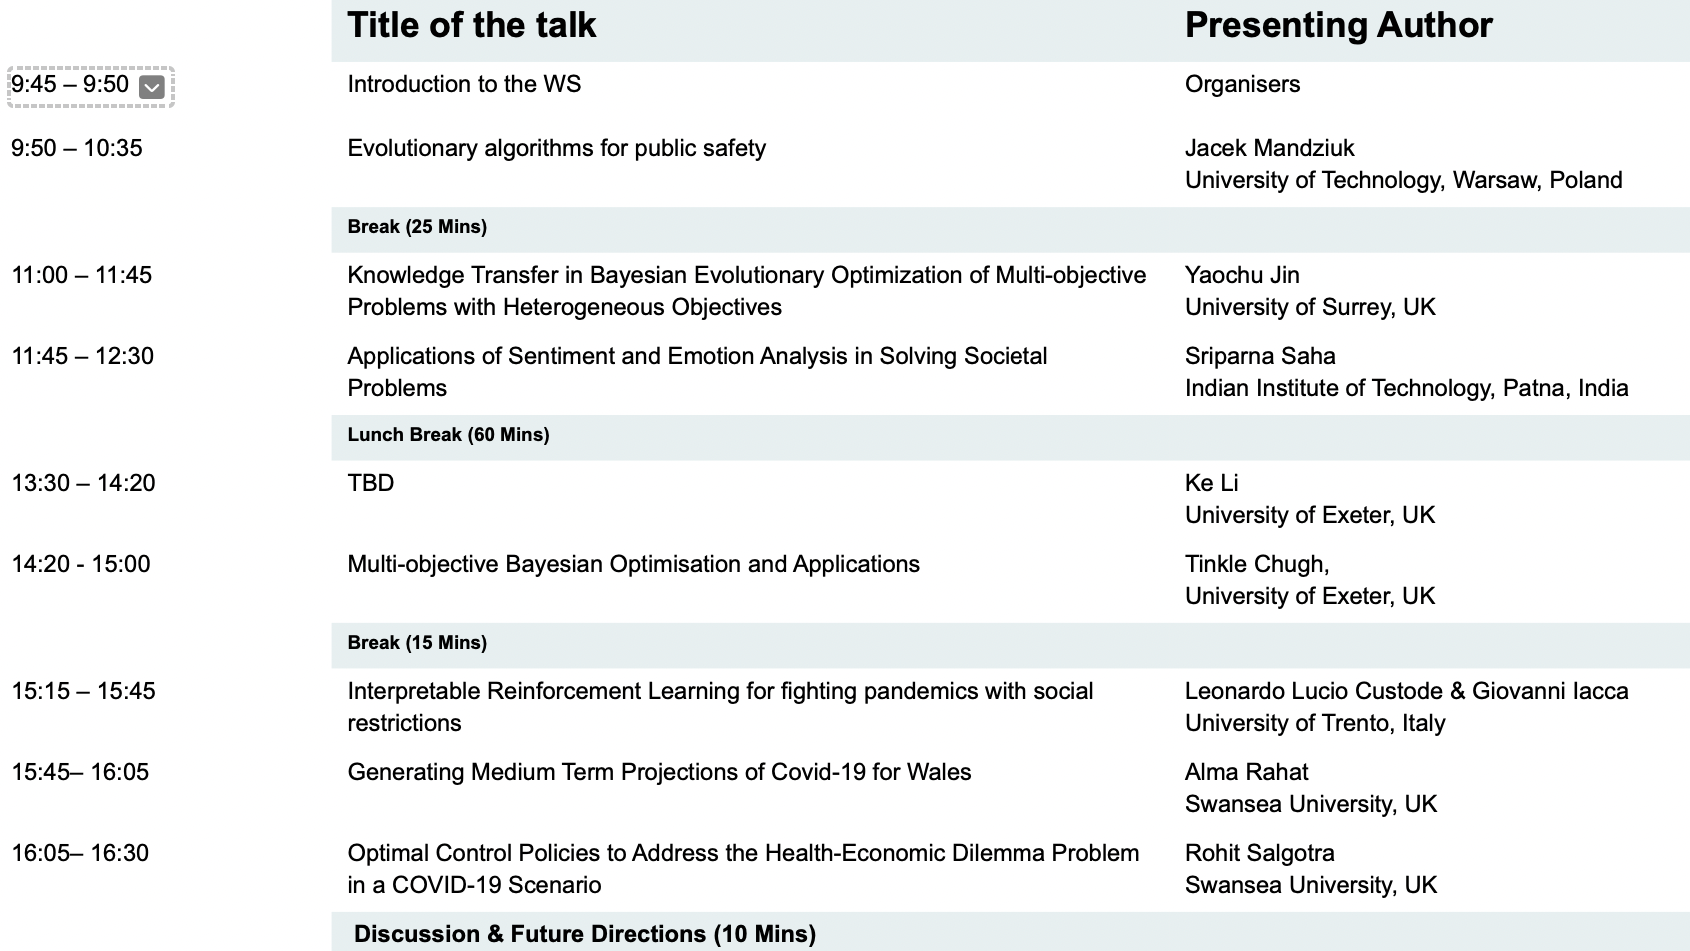 Title of the talk Presenting Author
9:45 – 9:50 Introduction to the WS Organisers
9:50 – 10:35 Evolutionary algorithms for public safety Jacek Mandziuk
University of Technology, Warsaw, Poland
Break (25 Mins)
11:00 – 11:45 Knowledge Transfer in Bayesian Evolutionary Optimization of Multi-objective Yaochu Jin
Problems with Heterogeneous Objectives University of Surrey, UK
11:45 – 12:30 Applications of Sentiment and Emotion Analysis in Solving Societal Sriparna Saha
Problems Indian Institute of Technology, Patna, India
Lunch Break (60 Mins)
13:30 – 14:20 TBD Ke Li
University of Exeter, UK
14:20 - 15:00 Multi-objective Bayesian Optimisation and Applications Tinkle Chugh,
University of Exeter, UK
Break (15 Mins)
15:15 – 15:45 Interpretable Reinforcement Learning for fighting pandemics with social Leonardo Lucio Custode & Giovanni Iacca
restrictions University of Trento, Italy
15:45– 16:05 Generating Medium Term Projections of Covid-19 for Wales Alma Rahat
Swansea University, UK
16:05– 16:30 Optimal Control Policies to Address the Health-Economic Dilemma Problem Rohit Salgotra
in a COVID-19 Scenario Swansea University, UK
Discussion & Future Directions (10 Mins)